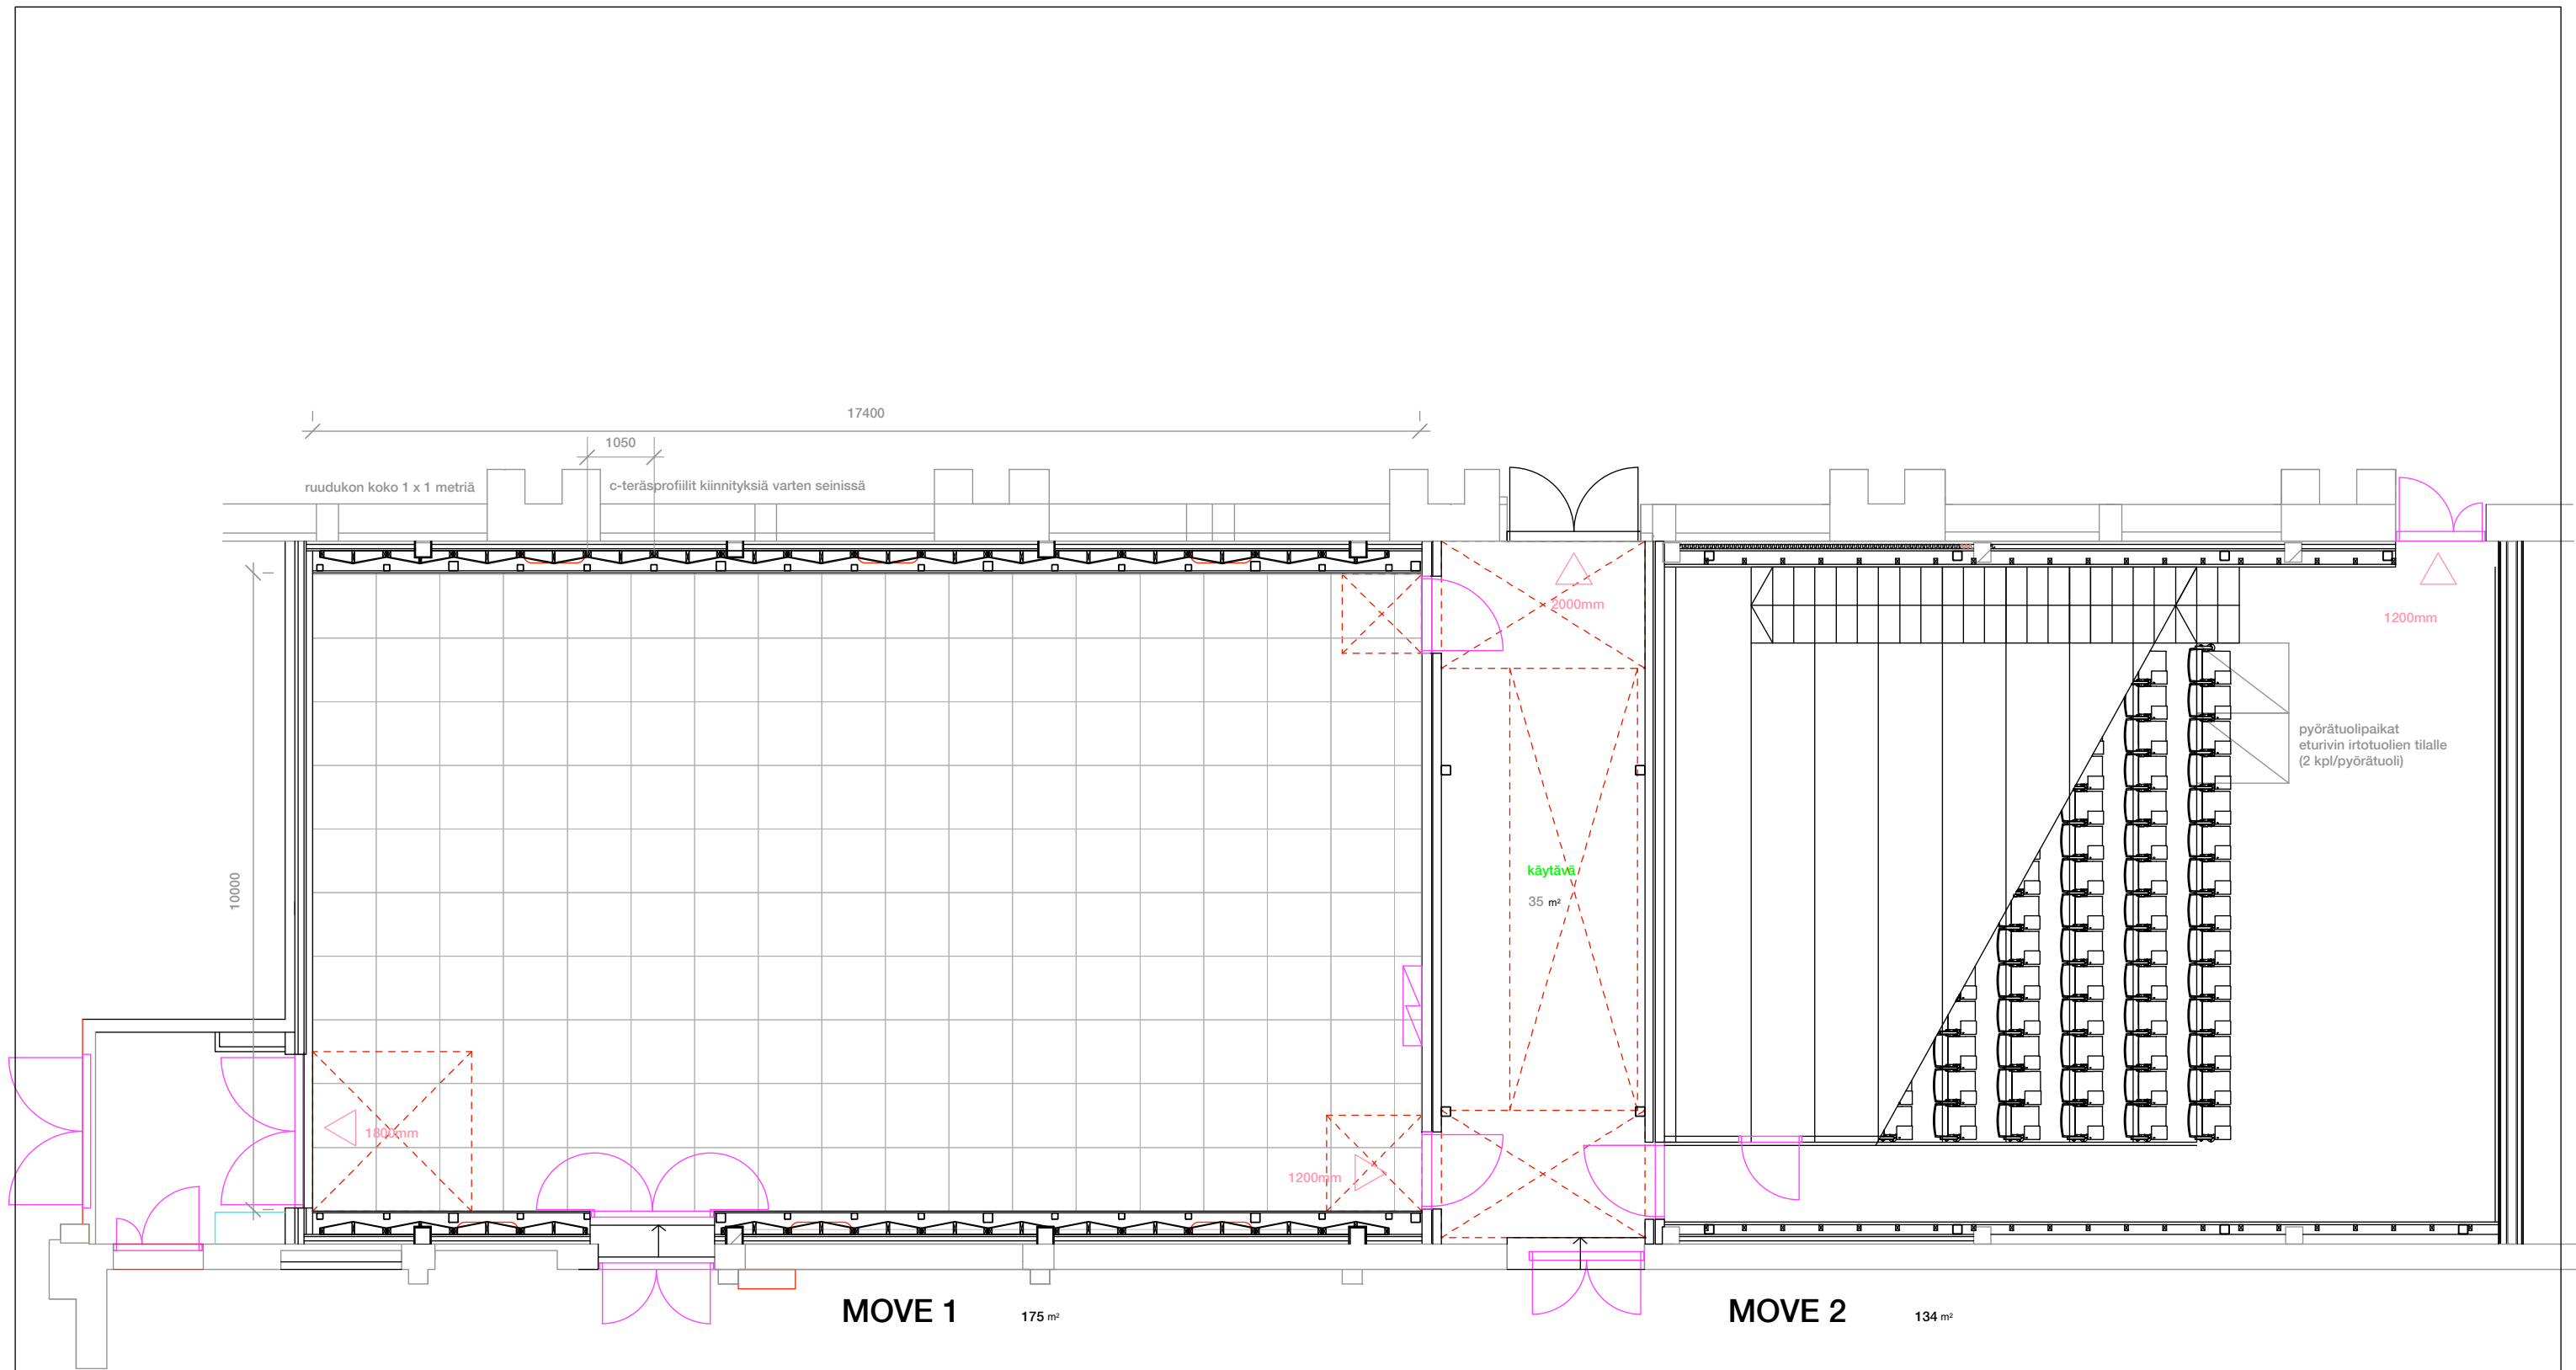 17400
1050
ruudukon koko 1 x 1 metriä
c-teräsprofiilit kiinnityksiä varten seinissä
2000mm
1200mm
pyörätuolipaikat
eturivin irtotuolien tilalle
(2 kpl/pyörätuoli)
10000
käytävä
35 m²
1800mm
1200mm
MOVE 1 175 m²
MOVE 2 134 m²